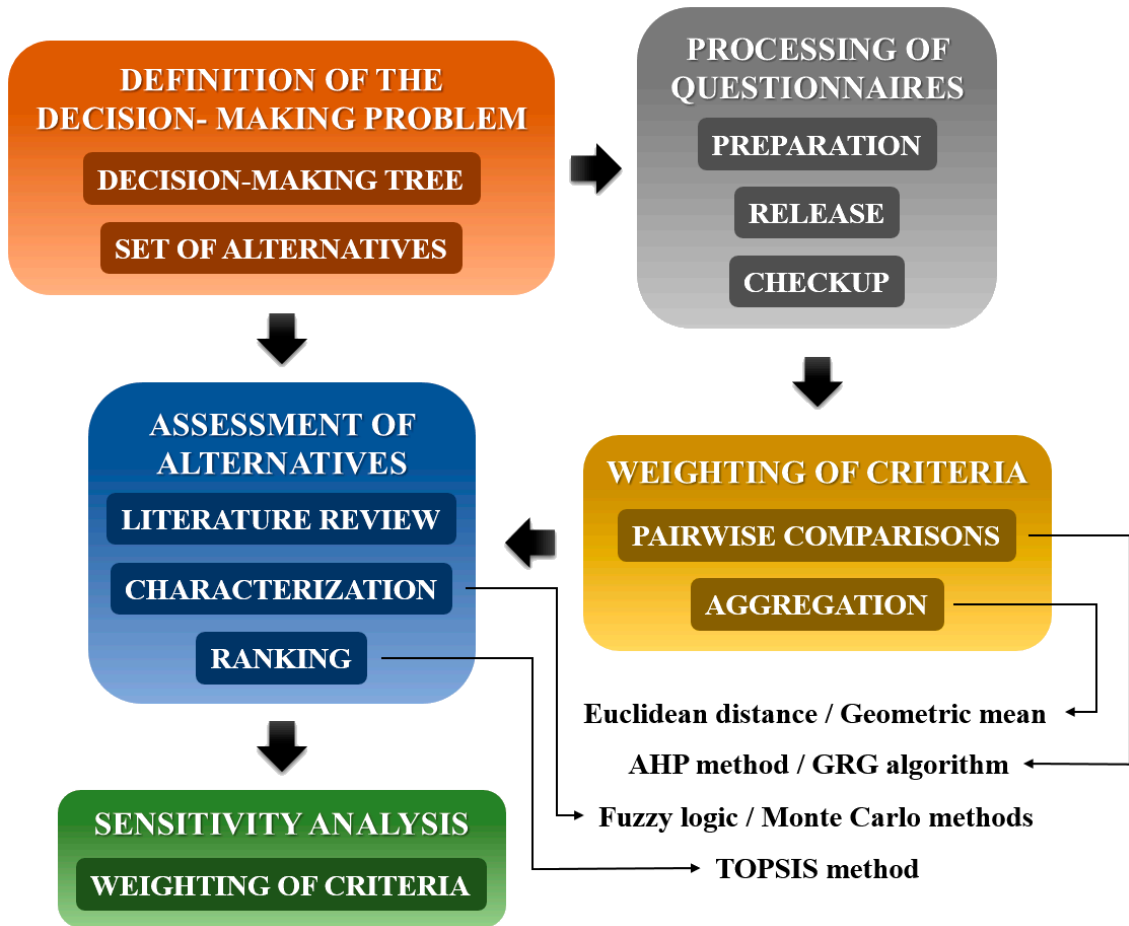 DEFINITION OF THE
DECISION- MAKING PROBLEM
DECISION-MAKING TREE
SET OF ALTERNATIVES
PROCESSING OF
QUESTIONNAIRES
PREPARATION
RELEASE
CHECKUP
ASSESSMENT OF
ALTERNATIVES
LITERATURE REVIEW
CHARACTERIZATION
RANKING
WEIGHTING OF CRITERIA
PAIRWISE COMPARISONS
AGGREGATION
Euclidean distance / Geometric mean
AHP method / GRG algorithm
Fuzzy logic / Monte Carlo methods
TOPSIS method
SENSITIVITY ANALYSIS
WEIGHTING OF CRITERIA